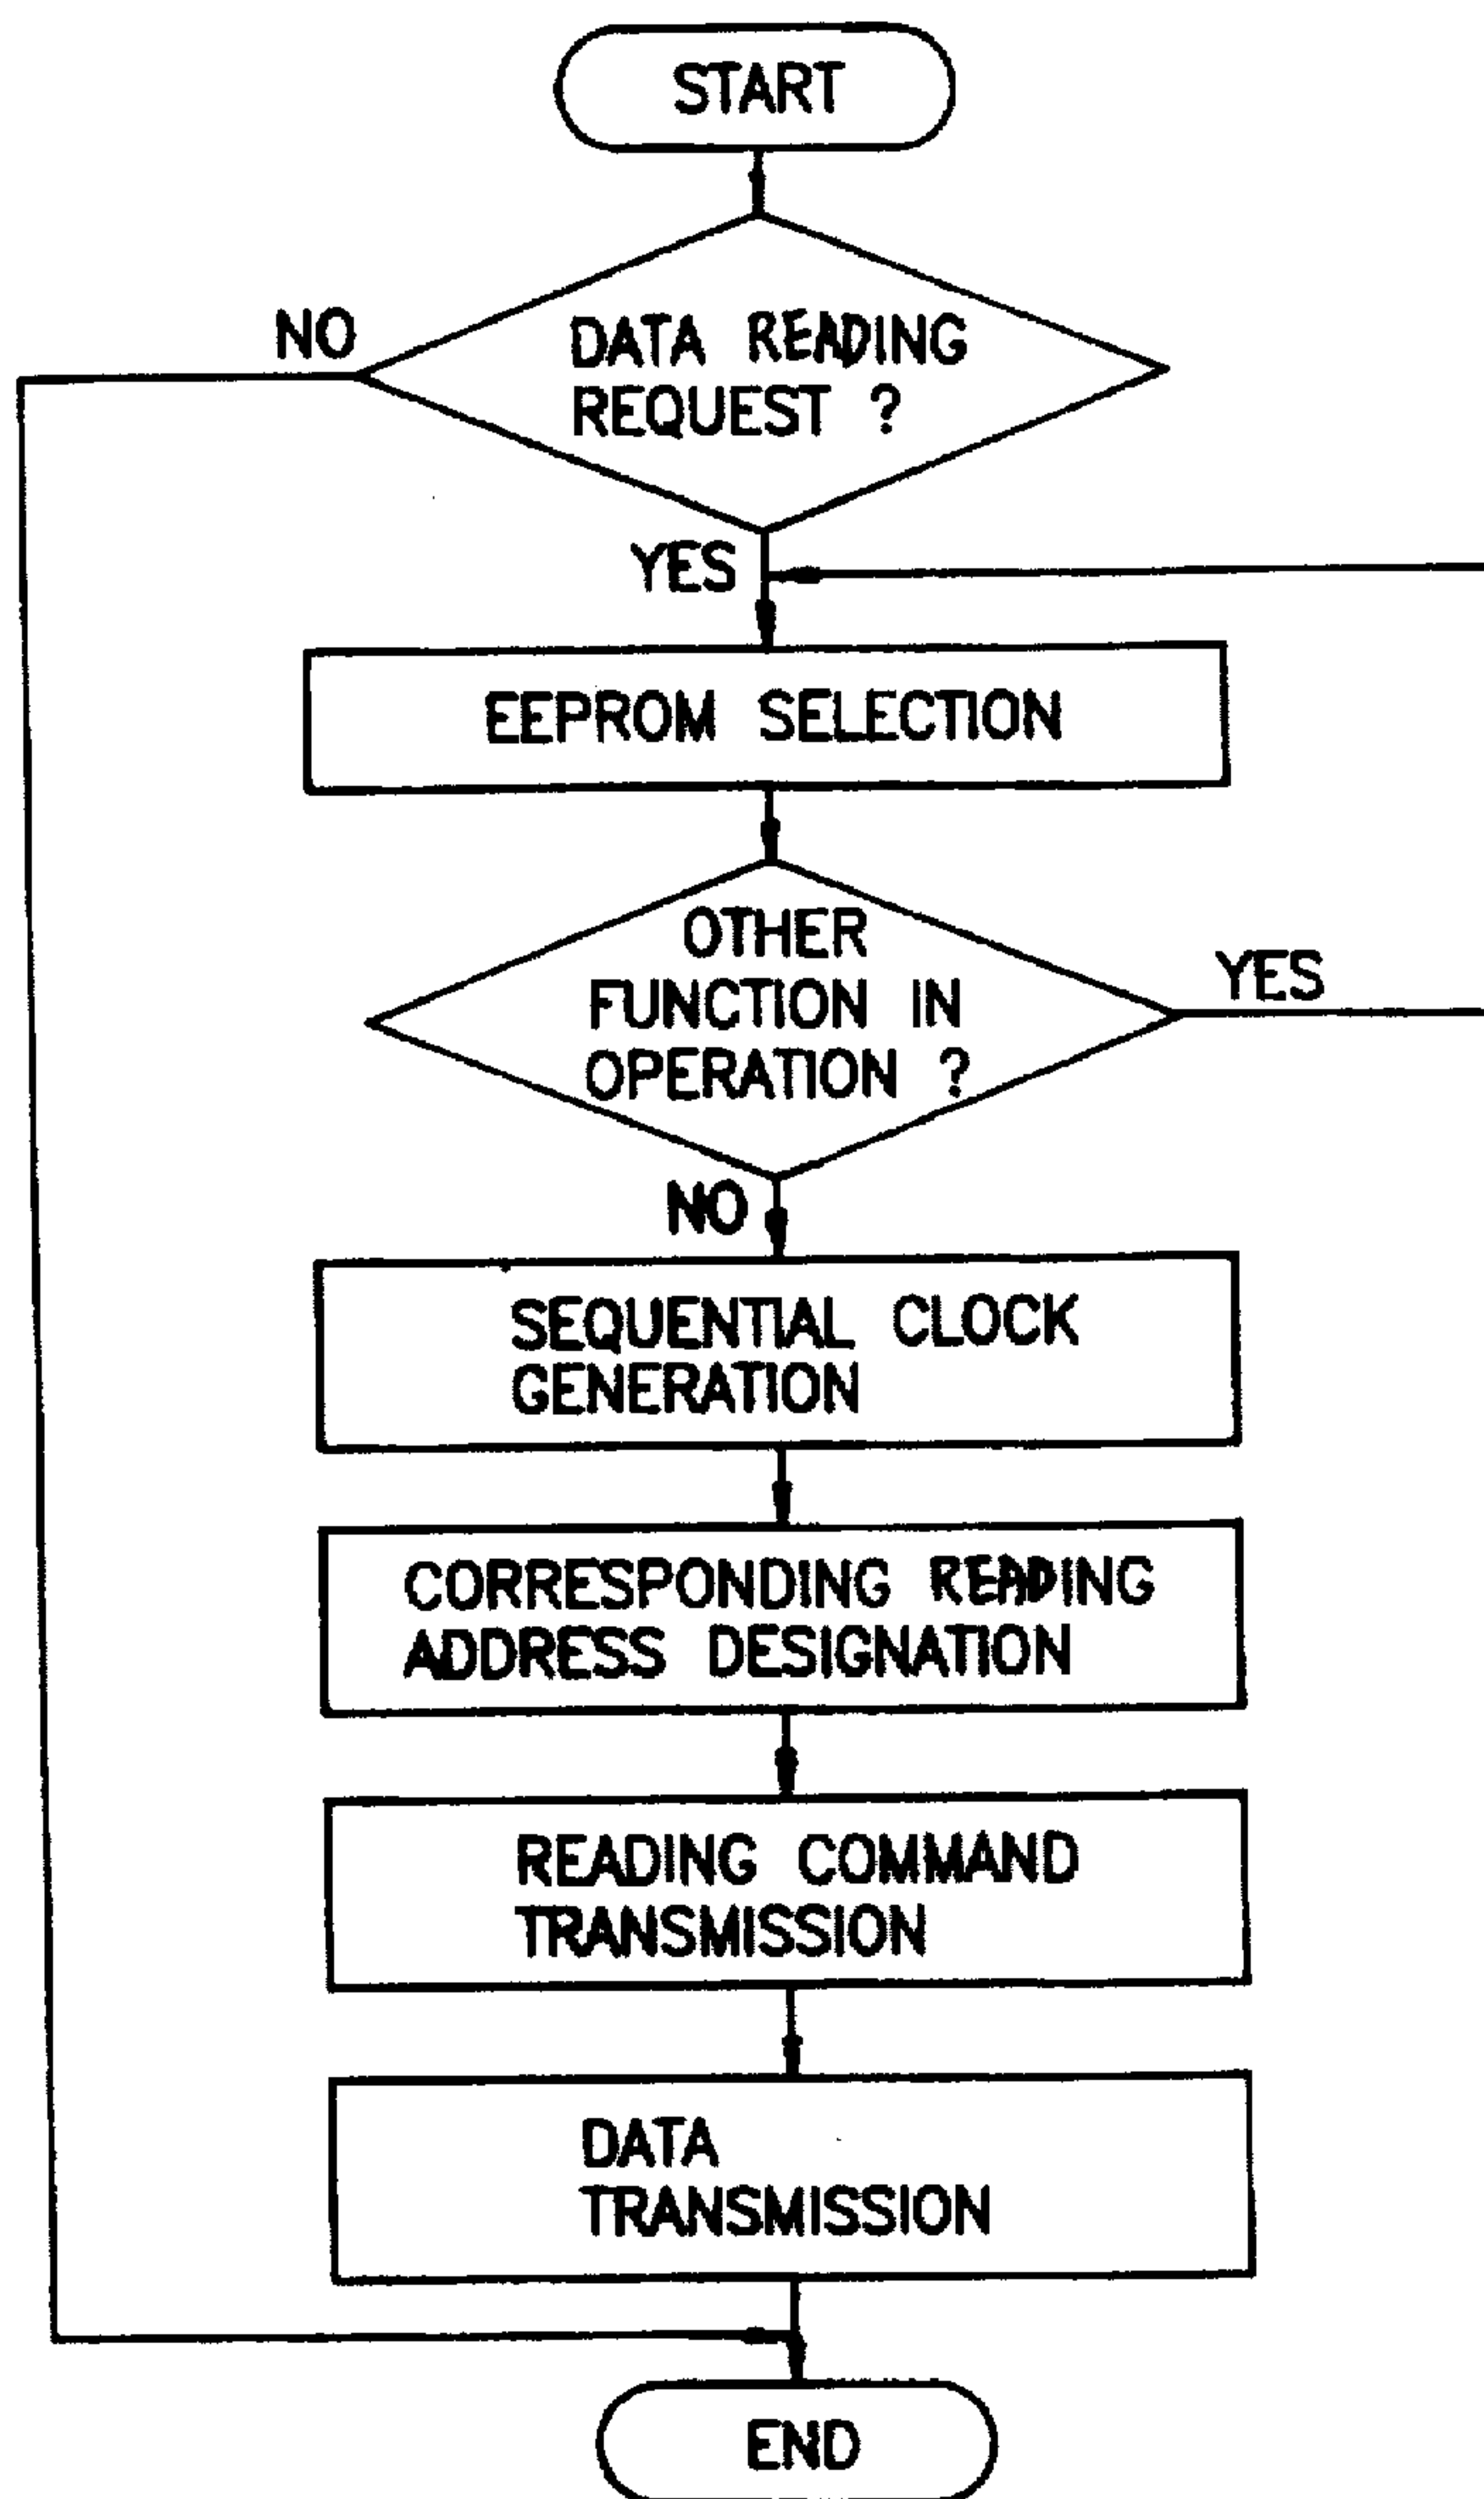 START
NO
DATA READING
REQUEST ?
YES
EEPROM SELECTION
OTHER
FUNCTION IN
OPERATION ?
YES
NO
SEQUENTIAL CLOCK
GENERATION
CORRESPONDING READING
ADDRESS DESIGNATION
READING COMMAND
TRANSMISSION
DATA
TRANSMISSION
END